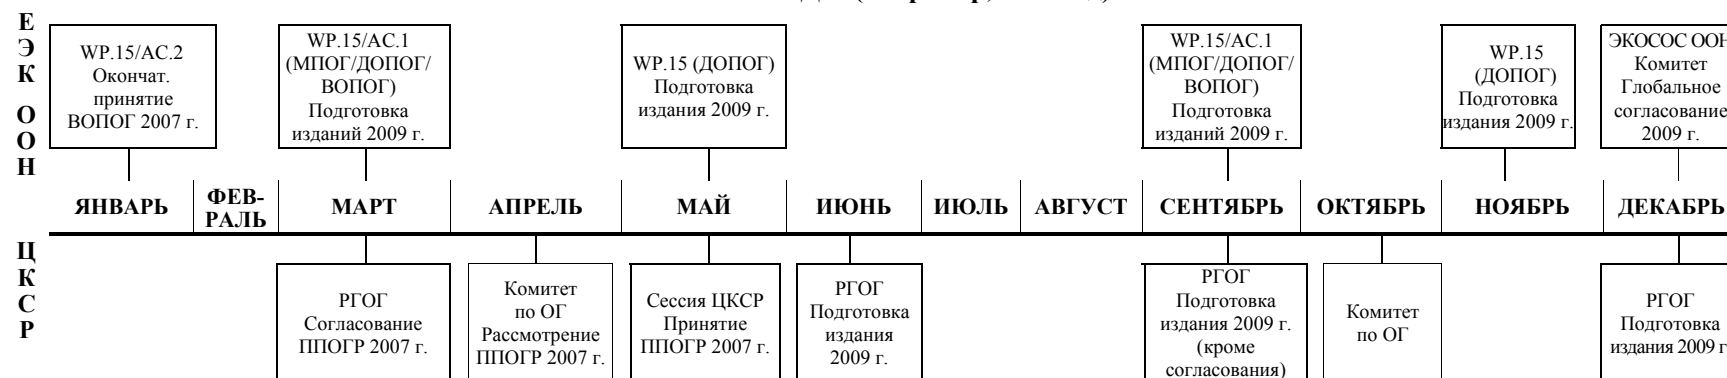 ЕЭК ООН
WP.15/AC.2
Окончат.
принятие
ВОПОГ 2007 г.
WP.15/AC.1
(МПОГ/ДОПОГ/
ВОПОГ)
Подготовка
изданий 2009 г.
WP.15 (ДОПОГ)
Подготовка
издания 2009 г.
WP.15/AC.1
(МПОГ/ДОПОГ/
ВОПОГ)
Подготовка
изданий 2009 г.
WP.15
(ДОПОГ)
Подготовка
издания 2009 г.
ЭКОСОС ООН
Комитет
Глобальное
согласование
2009 г.
ЯНВАРЬ
ФЕВ-
РАЛЬ
МАРТ
АПРЕЛЬ
МАЙ
ИЮНЬ
ИЮЛЬ
АВГУСТ
СЕНТЯБРЬ
ОКТЯБРЬ
НОЯБРЬ
ДЕКАБРЬ
ЦКСР
РГОГ
Согласование
ППОГР 2007 г.
Комитет
по ОГ
Рассмотрение
ППОГР 2007 г.
Сессия ЦКСР
Принятие
ППОГР 2007 г.
РГОГ
Подготовка
издания
2009 г.
РГОГ
Подготовка
издания 2009 г.
(кроме
согласования)
Комитет
по ОГ
РГОГ
Подготовка
издания 2009 г